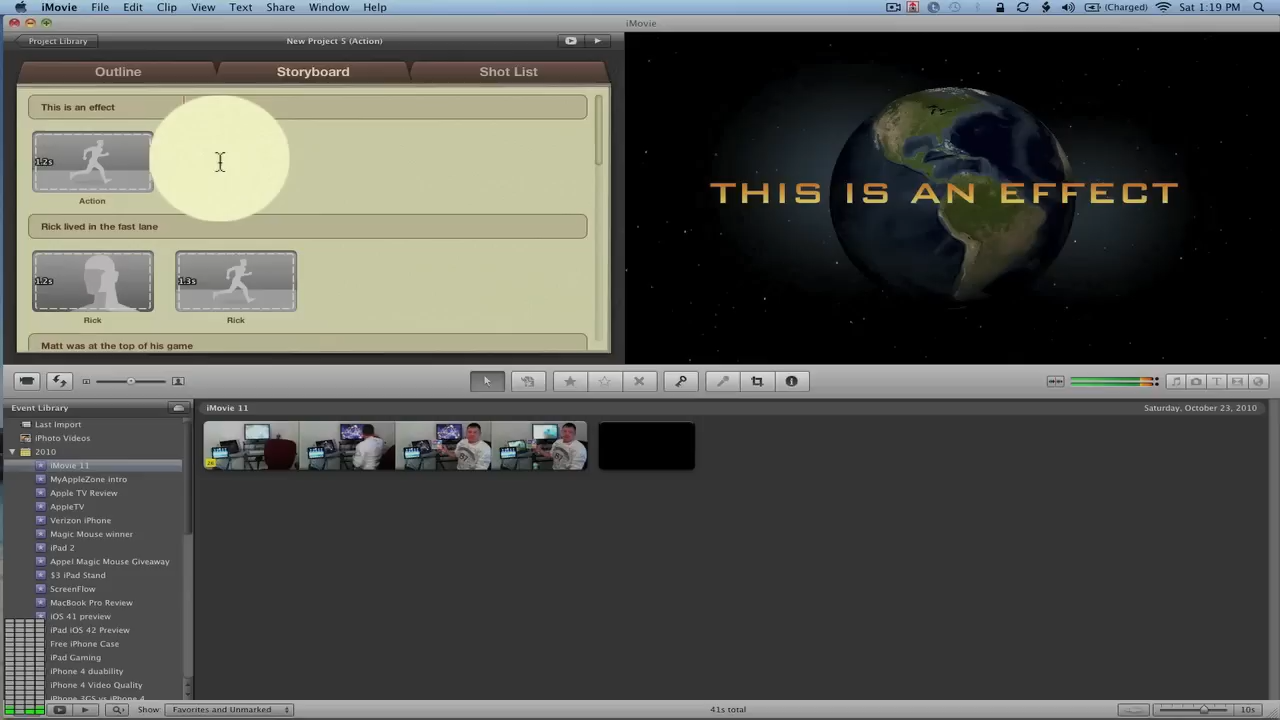 iMovie File Edit Clip View Text Share Window Help (Charged) Sat 1:19 PM
iMovie
Project Library New Project 5 (Action)
Outline Storyboard Shot List
This is an effect
1.2s
Action
Rick lived in the fast lane
1.2s 1.3s
Rick Rick
Matt was at the top of his game
THIS IS AN EFFECT
Event Library
iMovie 11 Saturday, October 23, 2010
Last Import
iPhoto Videos
2010
iMovie 11
MyAppleZone intro
Apple TV Review
AppleTV
Verizon iPhone
Magic Mouse winner
iPad 2
Appel Magic Mouse Giveaway
$3 iPad Stand
ScreenFlow
MacBook Pro Review
iOS 41 preview
iPad iOS 42 Preview
Free iPhone Case
iPad Gaming
iPhone 4 duability
iPhone 4 Video Quality
iPhone 3GS vs iPhone 4
Show: Favorites and Unmarked 41s total 10s